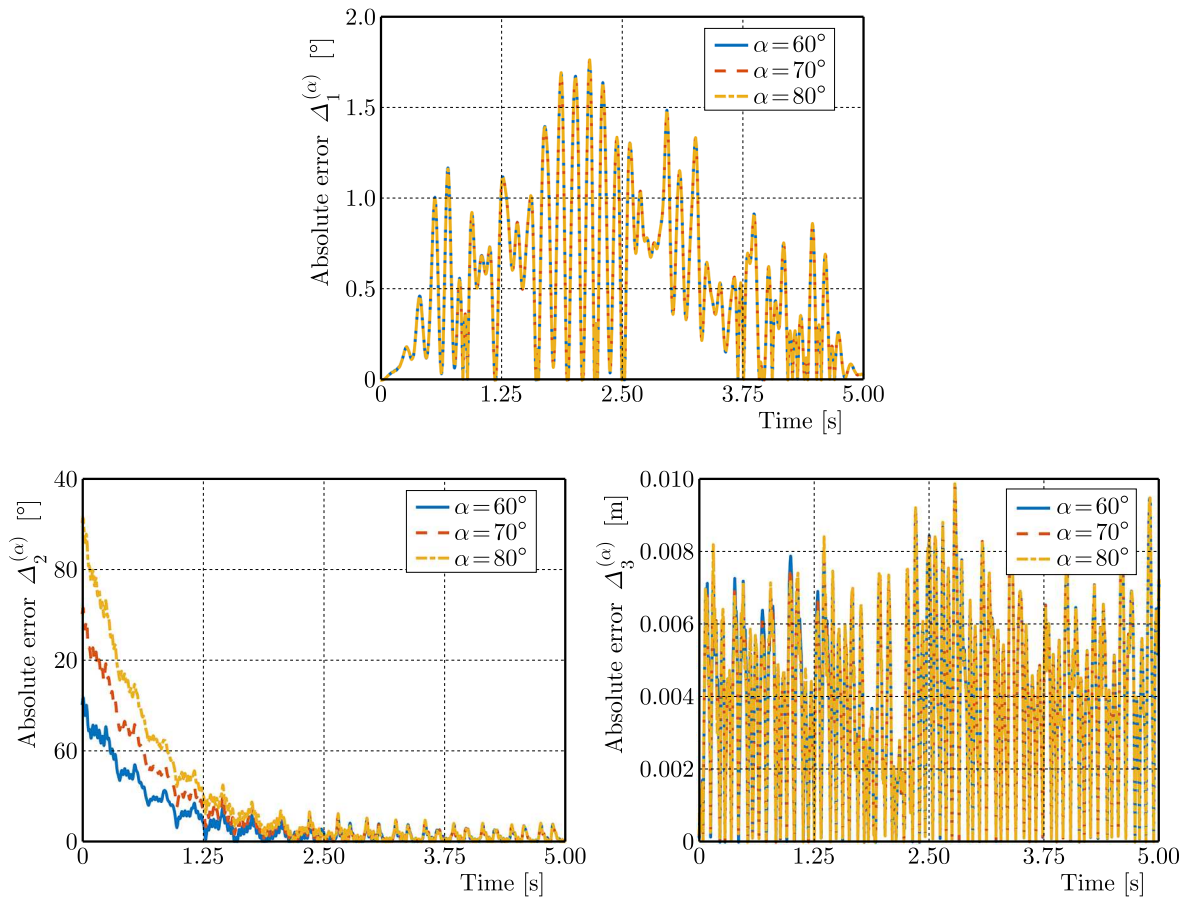 Absolute error Δ₁⁽ᵅ⁾ [°]
2.0
1.5
1.0
0.5
0
α=60°
α=70°
α=80°
0 1.25 2.50 3.75 5.00
Time [s]
Absolute error Δ₂⁽ᵅ⁾ [°]
40
80
20
60
0
α=60°
α=70°
α=80°
0 1.25 2.50 3.75 5.00
Time [s]
Absolute error Δ₃⁽ᵅ⁾ [m]
0.010
0.008
0.006
0.004
0.002
0
α=60°
α=70°
α=80°
0 1.25 2.50 3.75 5.00
Time [s]